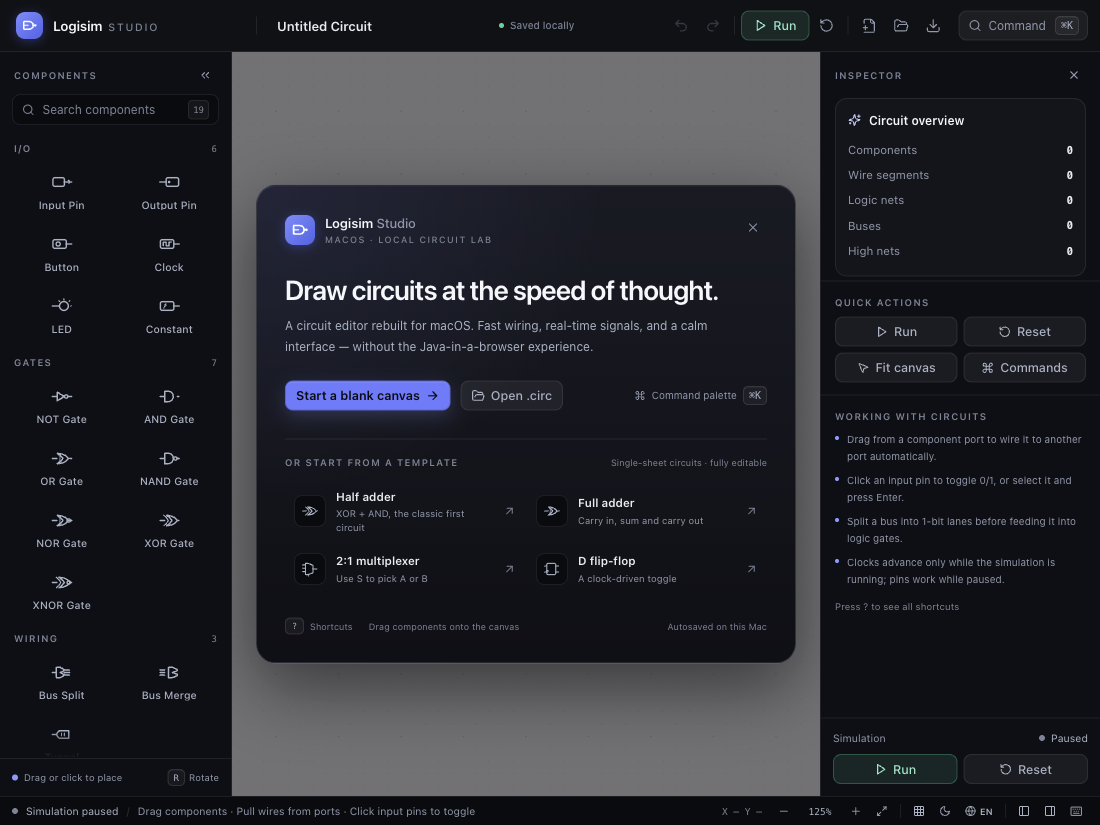 Logisim STUDIO
Untitled Circuit
Saved locally
Run
Command ⌘K
COMPONENTS
Search components 19
I/O 6
Input Pin Output Pin
Button Clock
LED Constant
GATES 7
NOT Gate AND Gate
OR Gate NAND Gate
NOR Gate XOR Gate
XNOR Gate
WIRING 3
Bus Split Bus Merge
Drag or click to place R Rotate
Logisim Studio
MACOS · LOCAL CIRCUIT LAB
Draw circuits at the speed of thought.
A circuit editor rebuilt for macOS. Fast wiring, real-time signals, and a calm
interface — without the Java-in-a-browser experience.
Start a blank canvas → Open .circ ⌘ Command palette ⌘K
OR START FROM A TEMPLATE Single-sheet circuits · fully editable
Half adder
XOR + AND, the classic first
circuit
Full adder
Carry in, sum and carry out
2:1 multiplexer
Use S to pick A or B
D flip-flop
A clock-driven toggle
? Shortcuts Drag components onto the canvas Autosaved on this Mac
INSPECTOR
Circuit overview
Components 0
Wire segments 0
Logic nets 0
Buses 0
High nets 0
QUICK ACTIONS
Run Reset
Fit canvas ⌘ Commands
WORKING WITH CIRCUITS
Drag from a component port to wire it to another
port automatically.
Click an input pin to toggle 0/1, or select it and
press Enter.
Split a bus into 1-bit lanes before feeding it into
logic gates.
Clocks advance only while the simulation is
running; pins work while paused.
Press ? to see all shortcuts
Simulation Paused
Run Reset
Simulation paused / Drag components · Pull wires from ports · Click input pins to toggle
X — Y — — 125% + EN